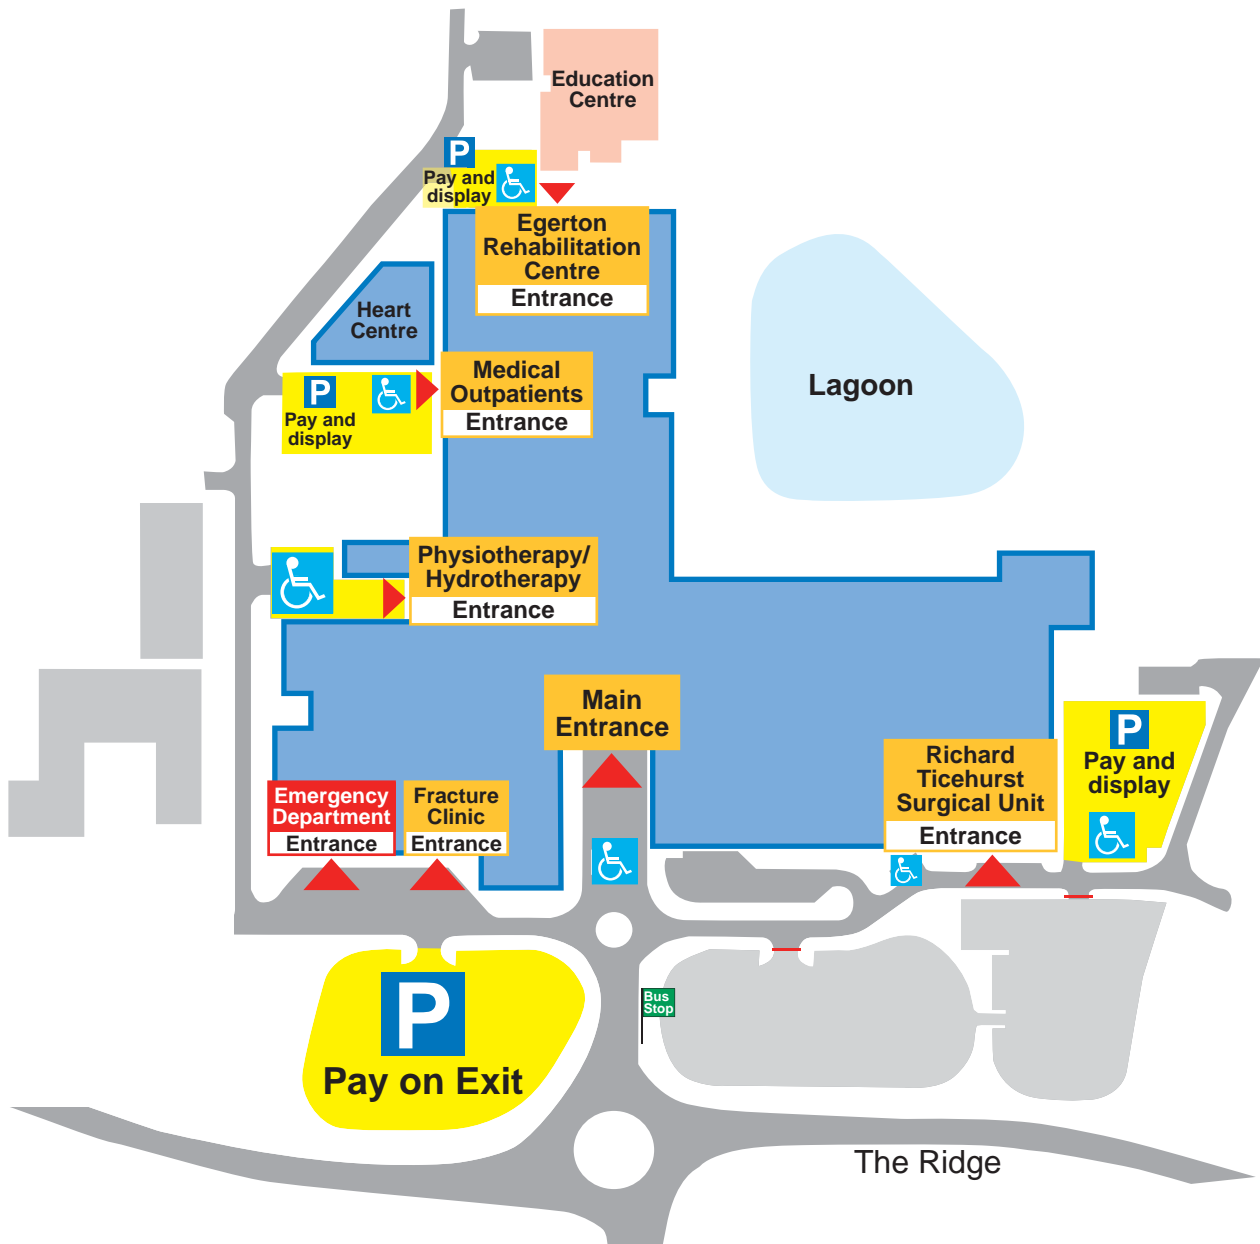 Education
Centre
P
Pay and
display
Egerton
Rehabilitation
Centre
Entrance
Heart
Centre
P
Pay and
display
Medical
Outpatients
Entrance
Lagoon
Physiotherapy/
Hydrotherapy
Entrance
Main
Entrance
P
Pay and
display
Richard
Ticehurst
Surgical Unit
Entrance
Emergency
Department
Entrance
Fracture
Clinic
Entrance
P
Pay on Exit
Bus
Stop
The Ridge